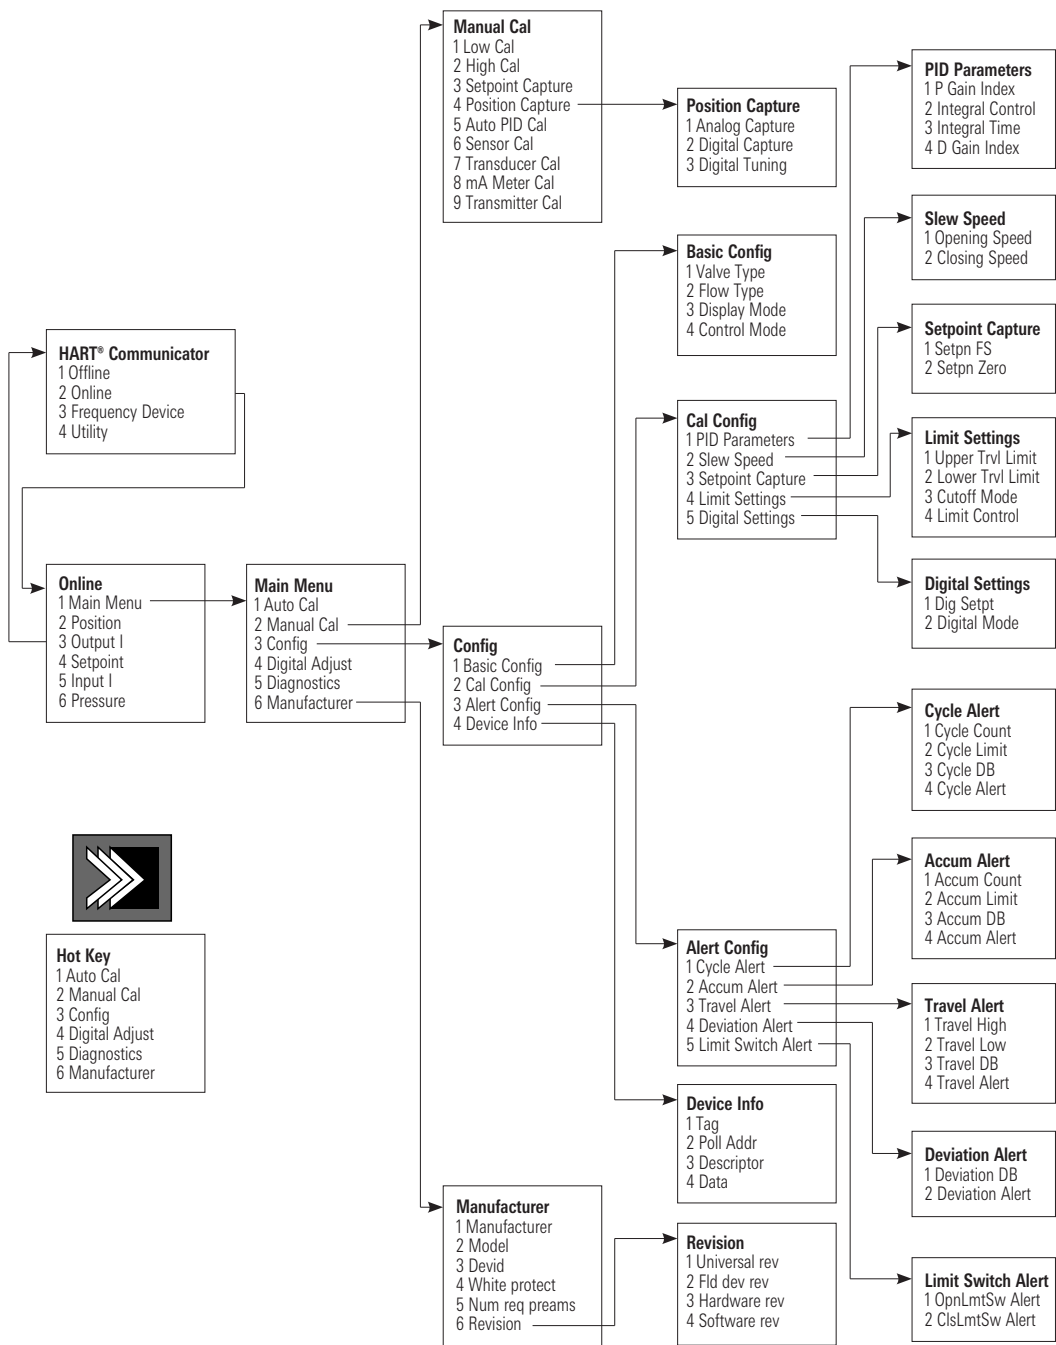 Manual Cal
1 Low Cal
2 High Cal
3 Setpoint Capture
4 Position Capture
5 Auto PID Cal
6 Sensor Cal
7 Transducer Cal
8 mA Meter Cal
9 Transmitter Cal
Position Capture
1 Analog Capture
2 Digital Capture
3 Digital Tuning
PID Parameters
1 P Gain Index
2 Integral Control
3 Integral Time
4 D Gain Index
Slew Speed
1 Opening Speed
2 Closing Speed
Basic Config
1 Valve Type
2 Flow Type
3 Display Mode
4 Control Mode
Setpoint Capture
1 Setpn FS
2 Setpn Zero
HART® Communicator
1 Offline
2 Online
3 Frequency Device
4 Utility
Cal Config
1 PID Parameters
2 Slew Speed
3 Setpoint Capture
4 Limit Settings
5 Digital Settings
Limit Settings
1 Upper Trvl Limit
2 Lower Trvl Limit
3 Cutoff Mode
4 Limit Control
Digital Settings
1 Dig Setpt
2 Digital Mode
Online
1 Main Menu
2 Position
3 Output I
4 Setpoint
5 Input I
6 Pressure
Main Menu
1 Auto Cal
2 Manual Cal
3 Config
4 Digital Adjust
5 Diagnostics
6 Manufacturer
Config
1 Basic Config
2 Cal Config
3 Alert Config
4 Device Info
Cycle Alert
1 Cycle Count
2 Cycle Limit
3 Cycle DB
4 Cycle Alert
Accum Alert
1 Accum Count
2 Accum Limit
3 Accum DB
4 Accum Alert
Hot Key
1 Auto Cal
2 Manual Cal
3 Config
4 Digital Adjust
5 Diagnostics
6 Manufacturer
Alert Config
1 Cycle Alert
2 Accum Alert
3 Travel Alert
4 Deviation Alert
5 Limit Switch Alert
Travel Alert
1 Travel High
2 Travel Low
3 Travel DB
4 Travel Alert
Device Info
1 Tag
2 Poll Addr
3 Descriptor
4 Data
Deviation Alert
1 Deviation DB
2 Deviation Alert
Manufacturer
1 Manufacturer
2 Model
3 Devid
4 White protect
5 Num req preams
6 Revision
Revision
1 Universal rev
2 Fld dev rev
3 Hardware rev
4 Software rev
Limit Switch Alert
1 OpnLmtSw Alert
2 ClsLmtSw Alert